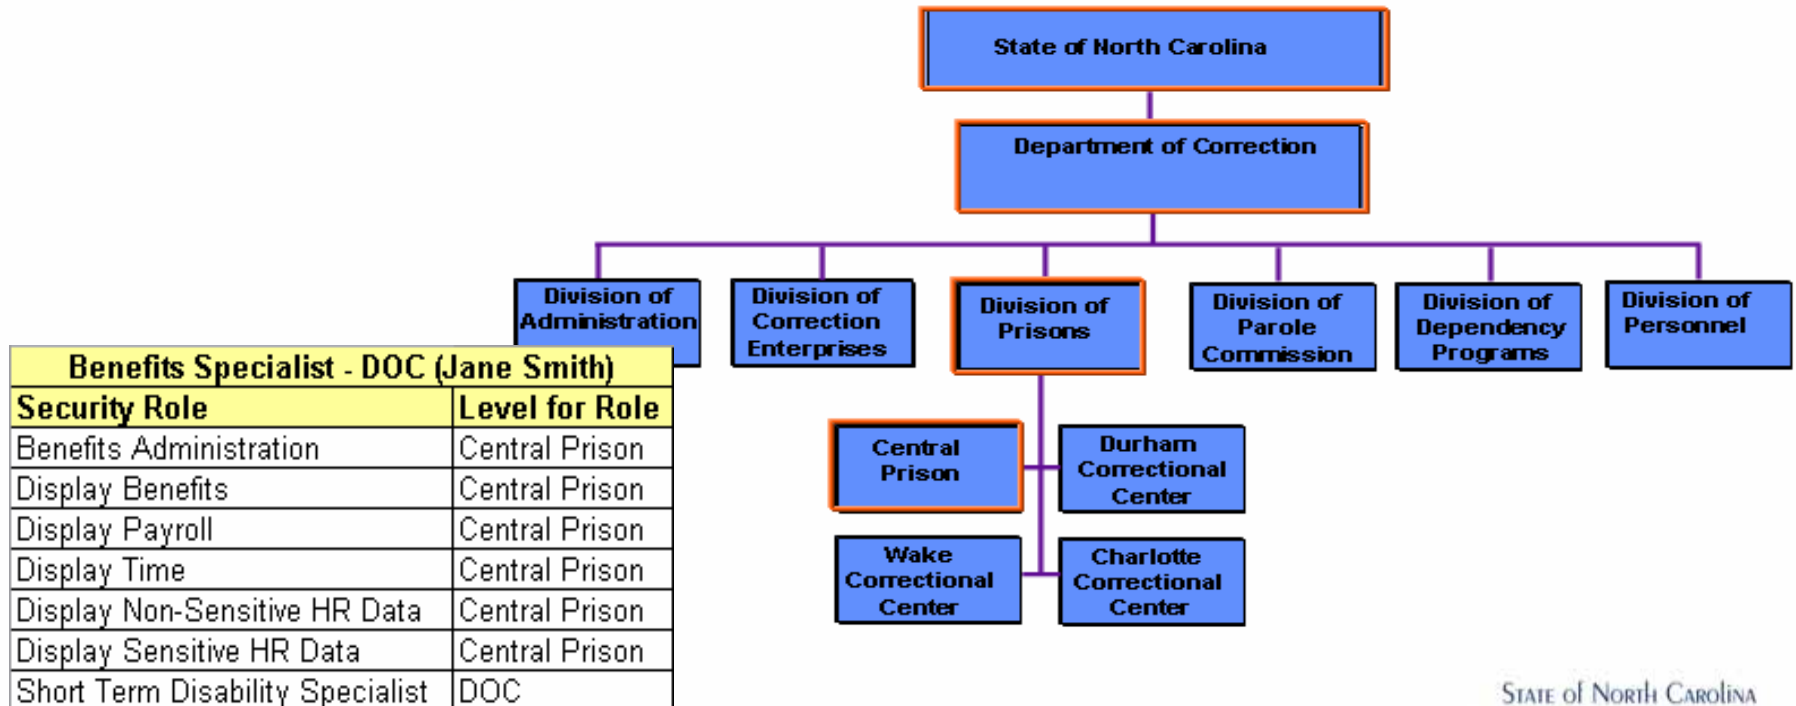 State of North Carolina
Department of Correction
Division of
Administration
Division of
Correction
Enterprises
Division of
Prisons
Division of
Parole
Commission
Division of
Dependency
Programs
Division of
Personnel
Central
Prison
Durham
Correctional
Center
Wake
Correctional
Center
Charlotte
Correctional
Center
Benefits Specialist - DOC (Jane Smith)
Security Role Level for Role
Benefits Administration Central Prison
Display Benefits Central Prison
Display Payroll Central Prison
Display Time Central Prison
Display Non-Sensitive HR Data Central Prison
Display Sensitive HR Data Central Prison
Short Term Disability Specialist DOC
STATE of NORTH CAROLINA